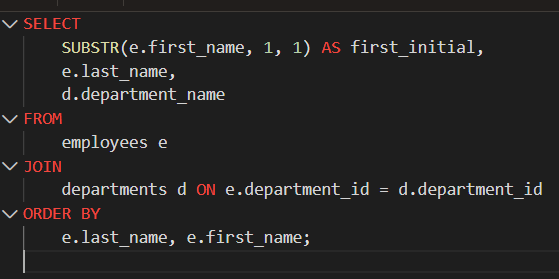 SELECT
SUBSTR(e.first_name, 1, 1) AS first_initial,
e.last_name,
d.department_name
FROM
employees e
JOIN
departments d ON e.department_id = d.department_id
ORDER BY
e.last_name, e.first_name;